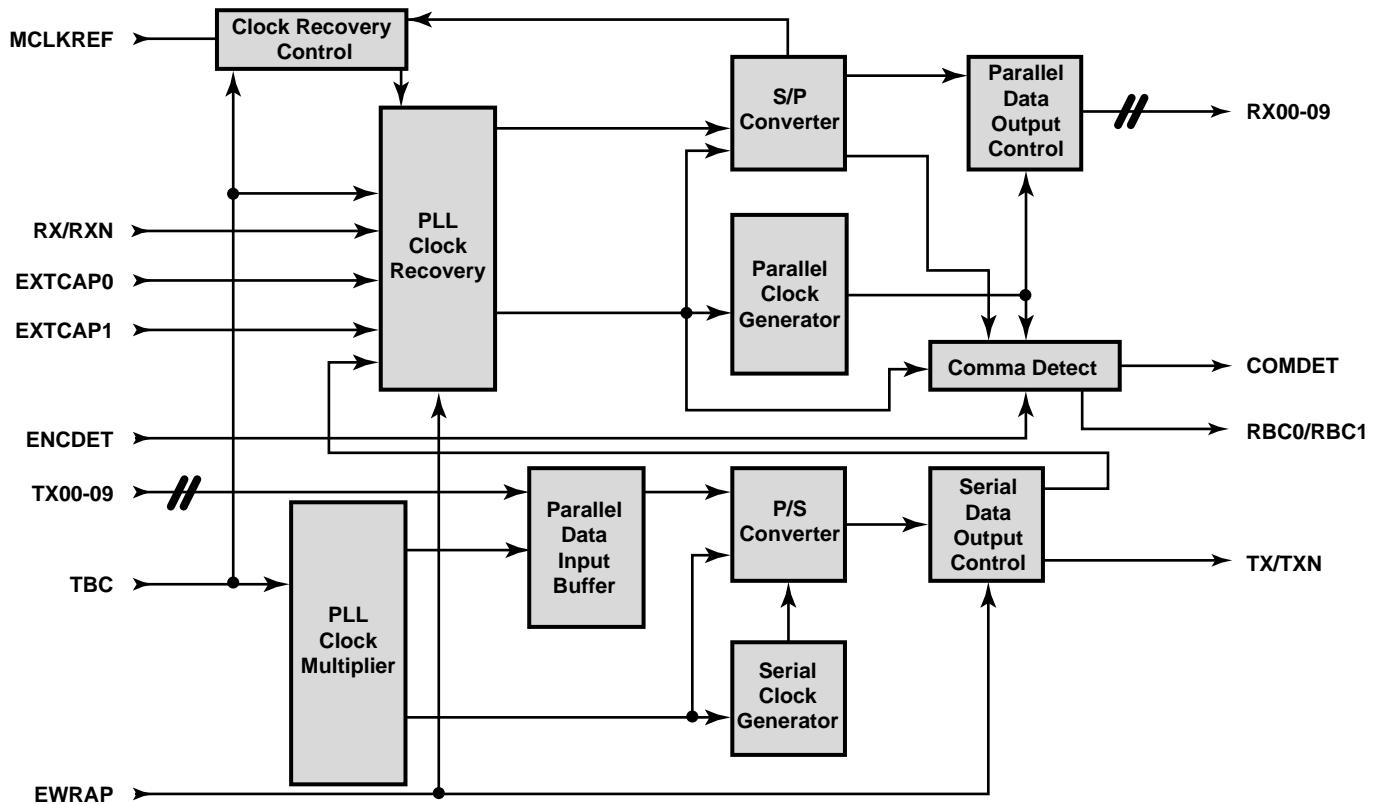 MCLKREF
Clock Recovery
Control
S/P
Converter
Parallel
Data
Output
Control
RX00-09
RX/RXN
EXTCAP0
EXTCAP1
PLL
Clock
Recovery
Parallel
Clock
Generator
Comma Detect
COMDET
RBC0/RBC1
ENCDET
TX00-09
TBC
EWRAP
PLL
Clock
Multiplier
Parallel
Data
Input
Buffer
P/S
Converter
Serial
Clock
Generator
Serial
Data
Output
Control
TX/TXN